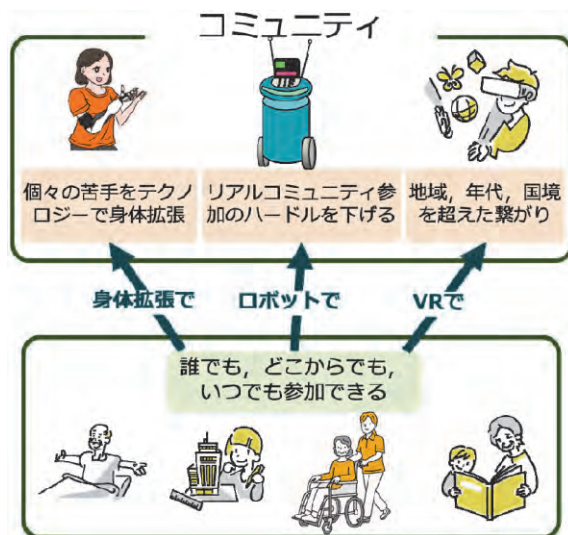 コミュニティ
個々の苦手をテクノ
ロジーで身体拡張
リアルコミュニティ参
加のハードルを下げる
地域，年代，国境
を超えた繋がり
身体拡張で
ロボットで
VRで
誰でも，どこからでも，
いつでも参加できる